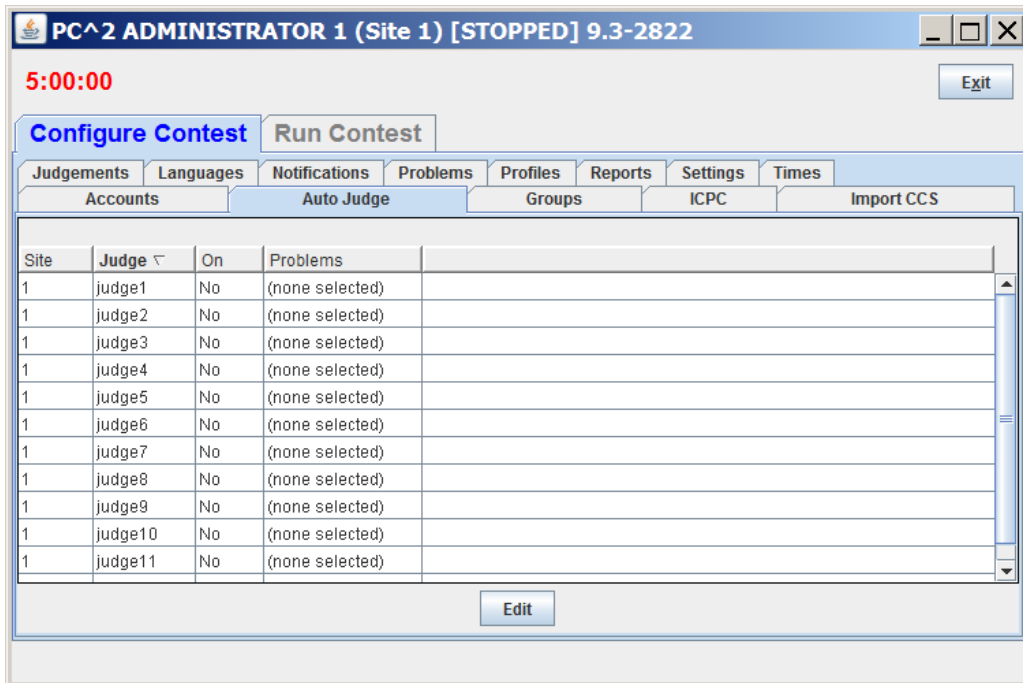 PC^2 ADMINISTRATOR 1 (Site 1) [STOPPED] 9.3-2822
5:00:00 Exit
Configure Contest Run Contest
Judgements Languages Notifications Problems Profiles Reports Settings Times
Accounts Auto Judge Groups ICPC Import CCS
Site Judge On Problems
1 judge1 No (none selected)
1 judge2 No (none selected)
1 judge3 No (none selected)
1 judge4 No (none selected)
1 judge5 No (none selected)
1 judge6 No (none selected)
1 judge7 No (none selected)
1 judge8 No (none selected)
1 judge9 No (none selected)
1 judge10 No (none selected)
1 judge11 No (none selected)
Edit